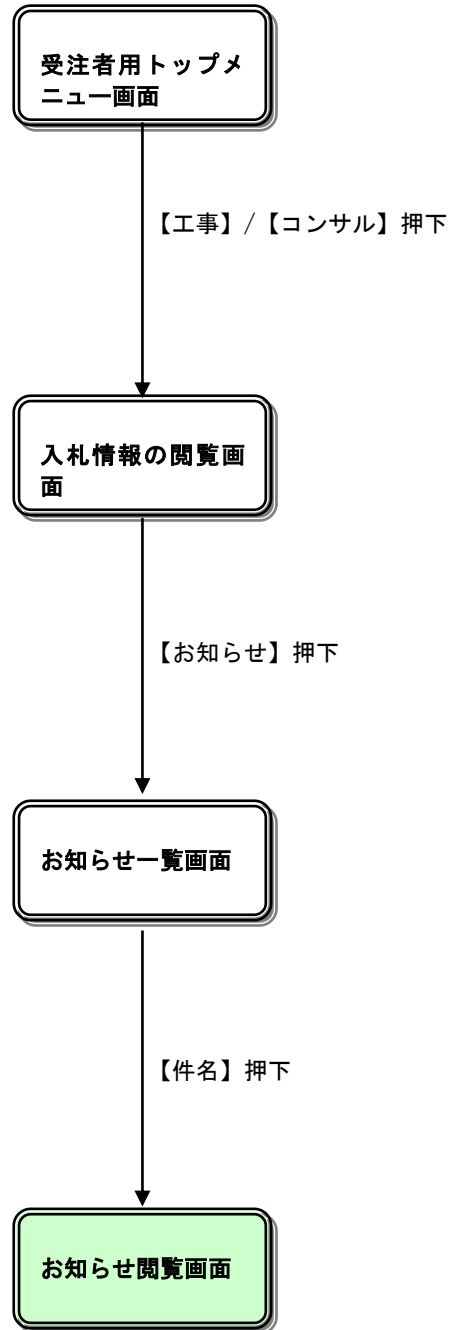 受注者用トップメ
ニュー画面
【工事】/【コンサル】押下
入札情報の閲覧画
面
【お知らせ】押下
お知らせ一覧画面
【件名】押下
お知らせ閲覧画面